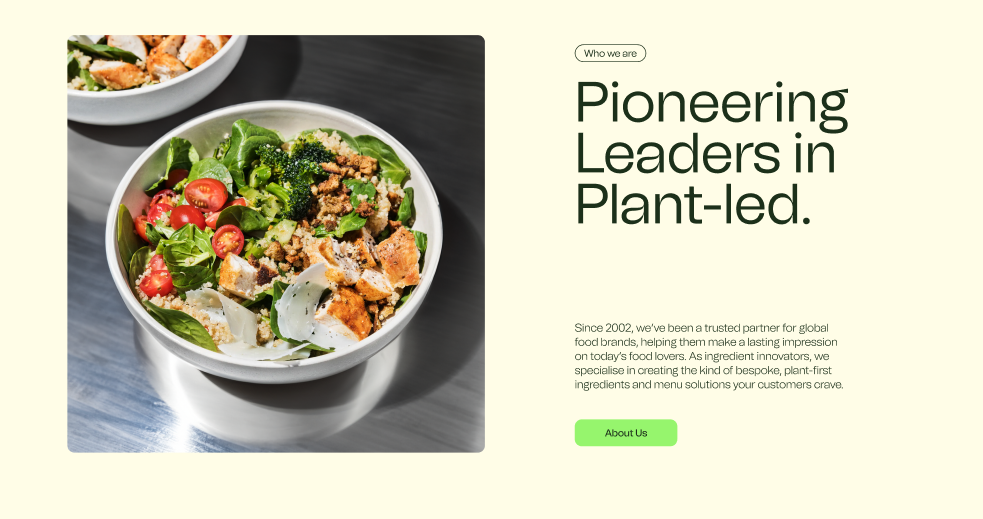 Who we are
Pioneering
Leaders in
Plant-led.
Since 2002, we've been a trusted partner for global
food brands, helping them make a lasting impression
on today's food lovers. As ingredient innovators, we
specialise in creating the kind of bespoke, plant-first
ingredients and menu solutions your customers crave.
About Us